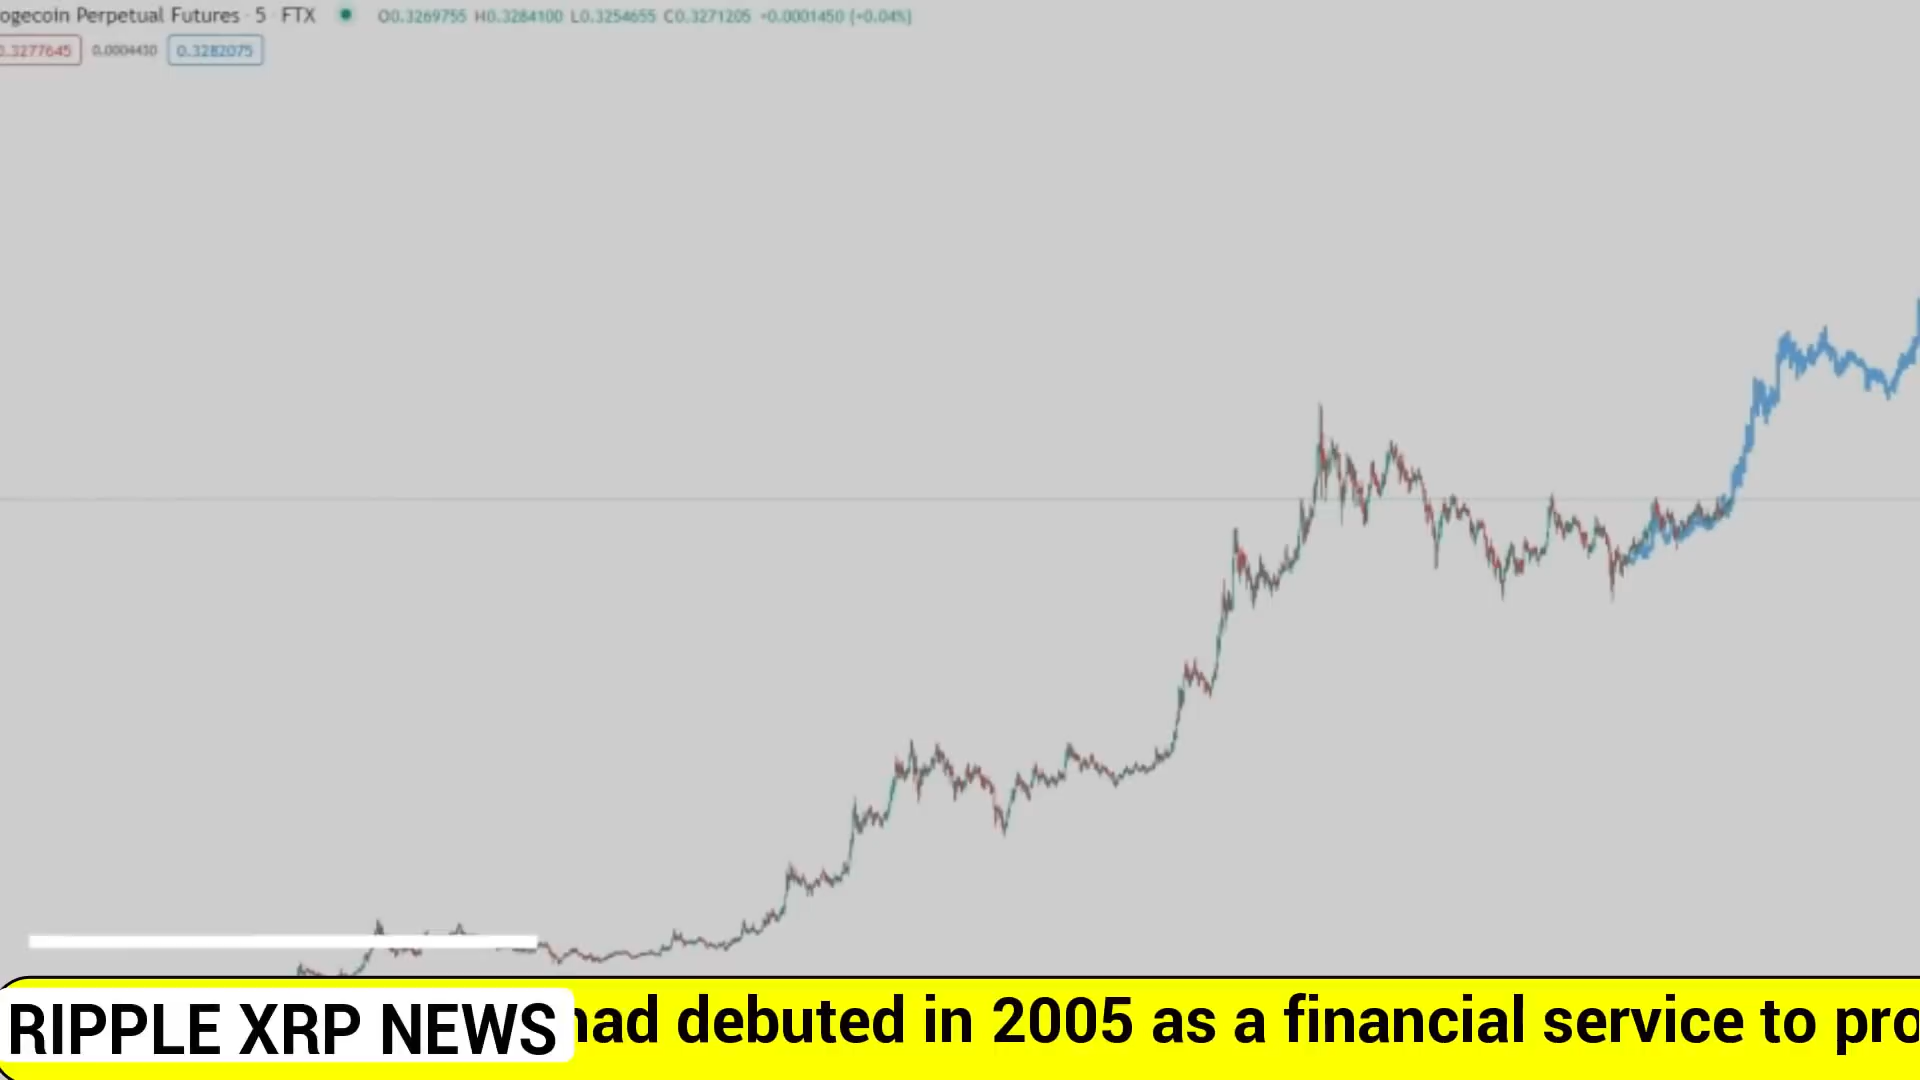 ogecoin Perpetual Futures · 5 · FTX O0.3269755 H0.3284100 L0.3254655 C0.3271205 +0.0001450 (+0.04%)
0.3277645 0.0004430 0.3282075
RIPPLE XRP NEWS had debuted in 2005 as a financial service to pro